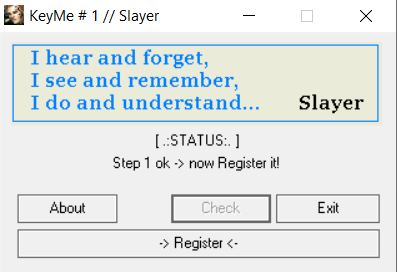 KeyMe # 1 // Slayer
I hear and forget,
I see and remember,
I do and understand... Slayer
[ .:STATUS:. ]
Step 1 ok -> now Register it!
About Check Exit
-> Register <-